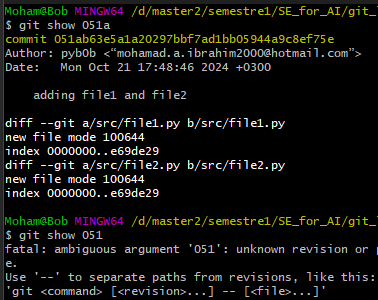 Moham@Bob MINGW64 /d/master2/semestre1/SE_for_AI/git_
$ git show 051a
commit 051ab63e5a1a20297bbf7ad1bb05944a9c8ef75e
Author: pyb0b <“mohamad.a.ibrahim2000@hotmail.com”>
Date:   Mon Oct 21 17:48:46 2024 +0300
    adding file1 and file2
diff --git a/src/file1.py b/src/file1.py
new file mode 100644
index 0000000..e69de29
diff --git a/src/file2.py b/src/file2.py
new file mode 100644
index 0000000..e69de29
Moham@Bob MINGW64 /d/master2/semestre1/SE_for_AI/git_
$ git show 051
fatal: ambiguous argument '051': unknown revision or p
e.
Use '--' to separate paths from revisions, like this:
'git <command> [<revision>...] -- [<file>...]'